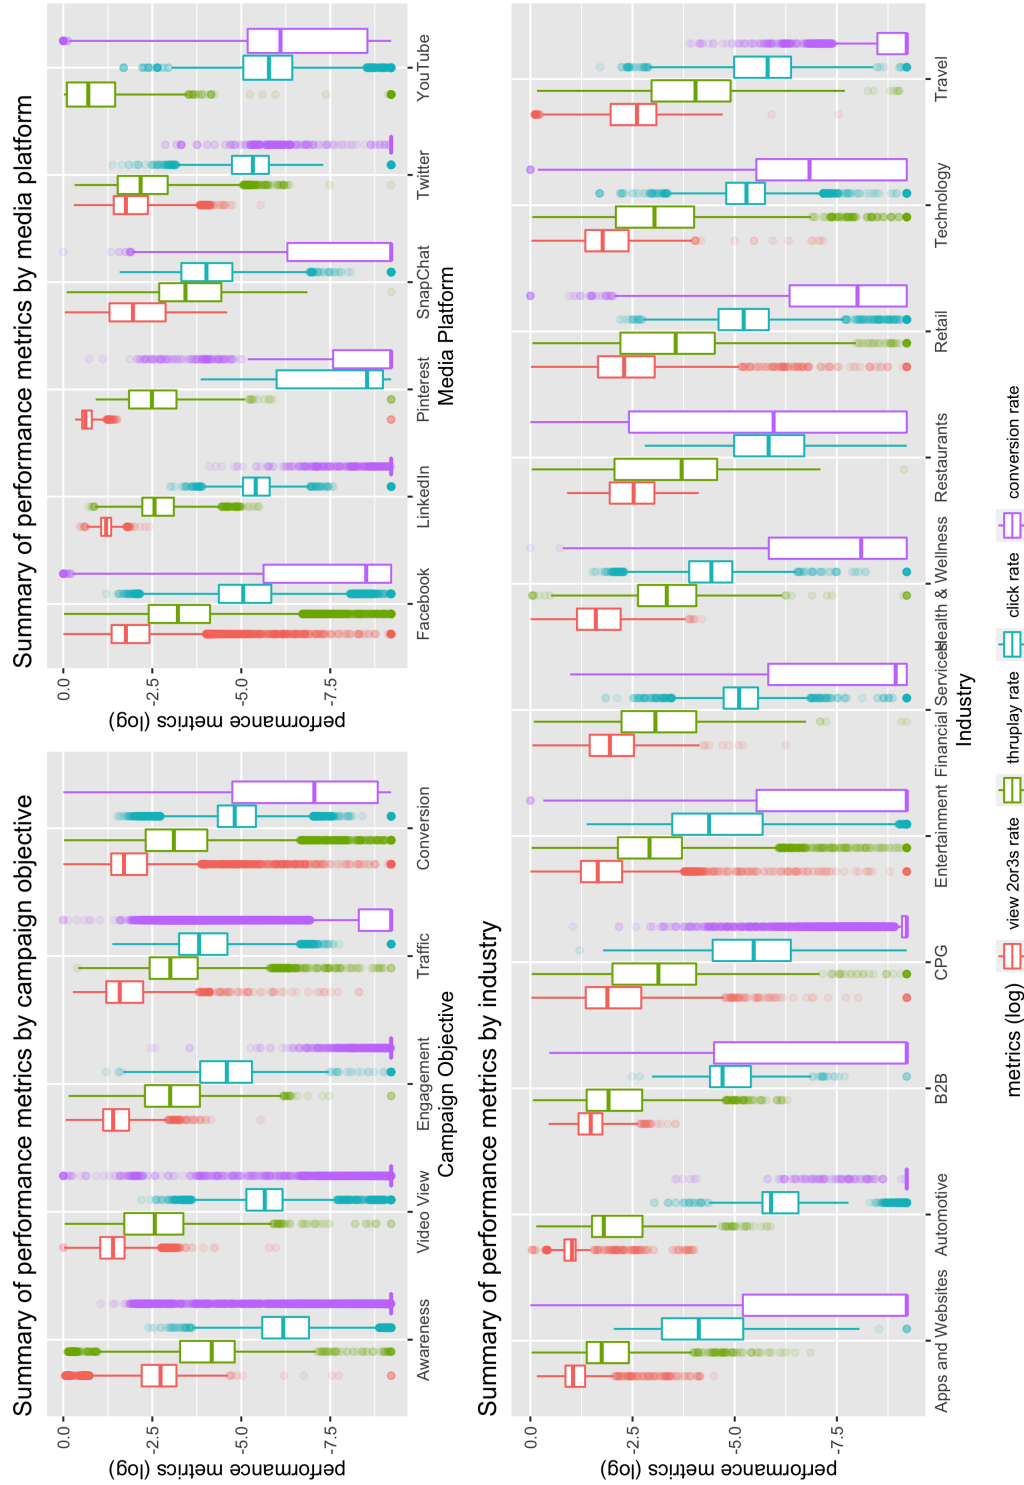 Summary of performance metrics by campaign objective
performance metrics (log)
0.0
-2.5
-5.0
-7.5
Awareness
Video View
Engagement
Traffic
Conversion
Campaign Objective
Summary of performance metrics by media platform
performance metrics (log)
0.0
-2.5
-5.0
-7.5
Facebook
LinkedIn
Pinterest
SnapChat
Twitter
YouTube
Media Platform
Summary of performance metrics by industry
performance metrics (log)
0.0
-2.5
-5.0
-7.5
Apps and Websites
Automotive
B2B
CPG
Entertainment
Financial Services
Health & Wellness
Restaurants
Retail
Technology
Travel
Industry
metrics (log)
view 2or3s rate
thruplay rate
click rate
conversion rate